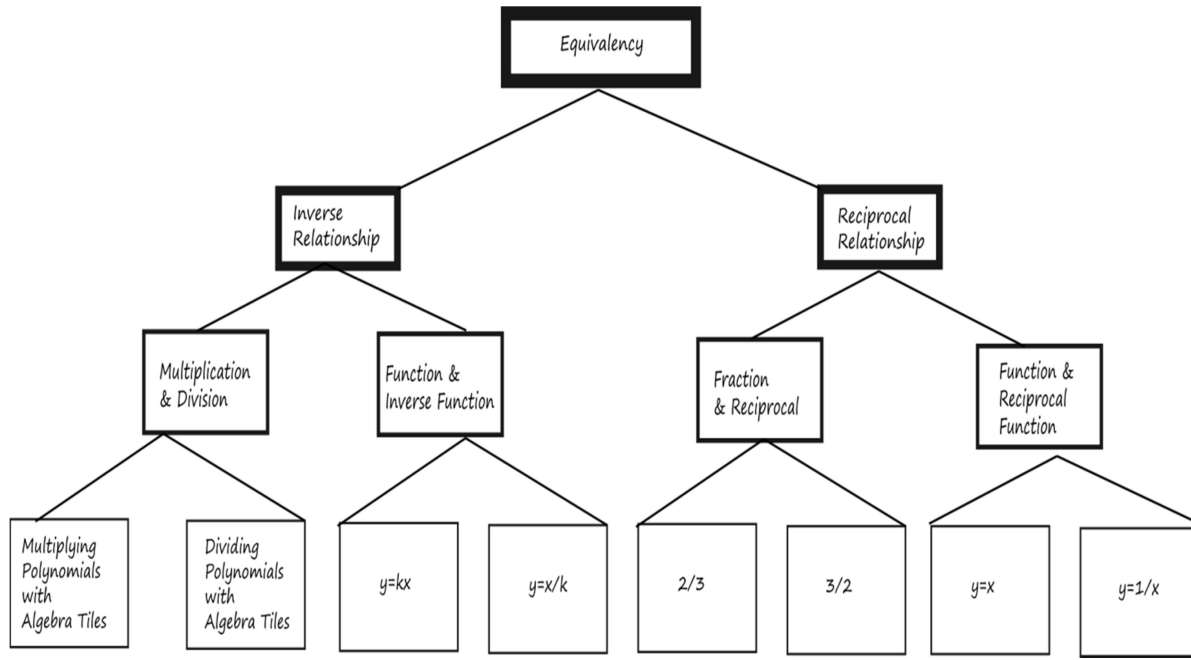 Equivalency
Inverse
Relationship
Reciprocal
Relationship
Multiplication
& Division
Function &
Inverse Function
Fraction
& Reciprocal
Function &
Reciprocal
Function
Multiplying
Polynomials
with
Algebra Tiles
Dividing
Polynomials
with
Algebra Tiles
y=kx
y=x/k
2/3
3/2
y=x
y=1/x